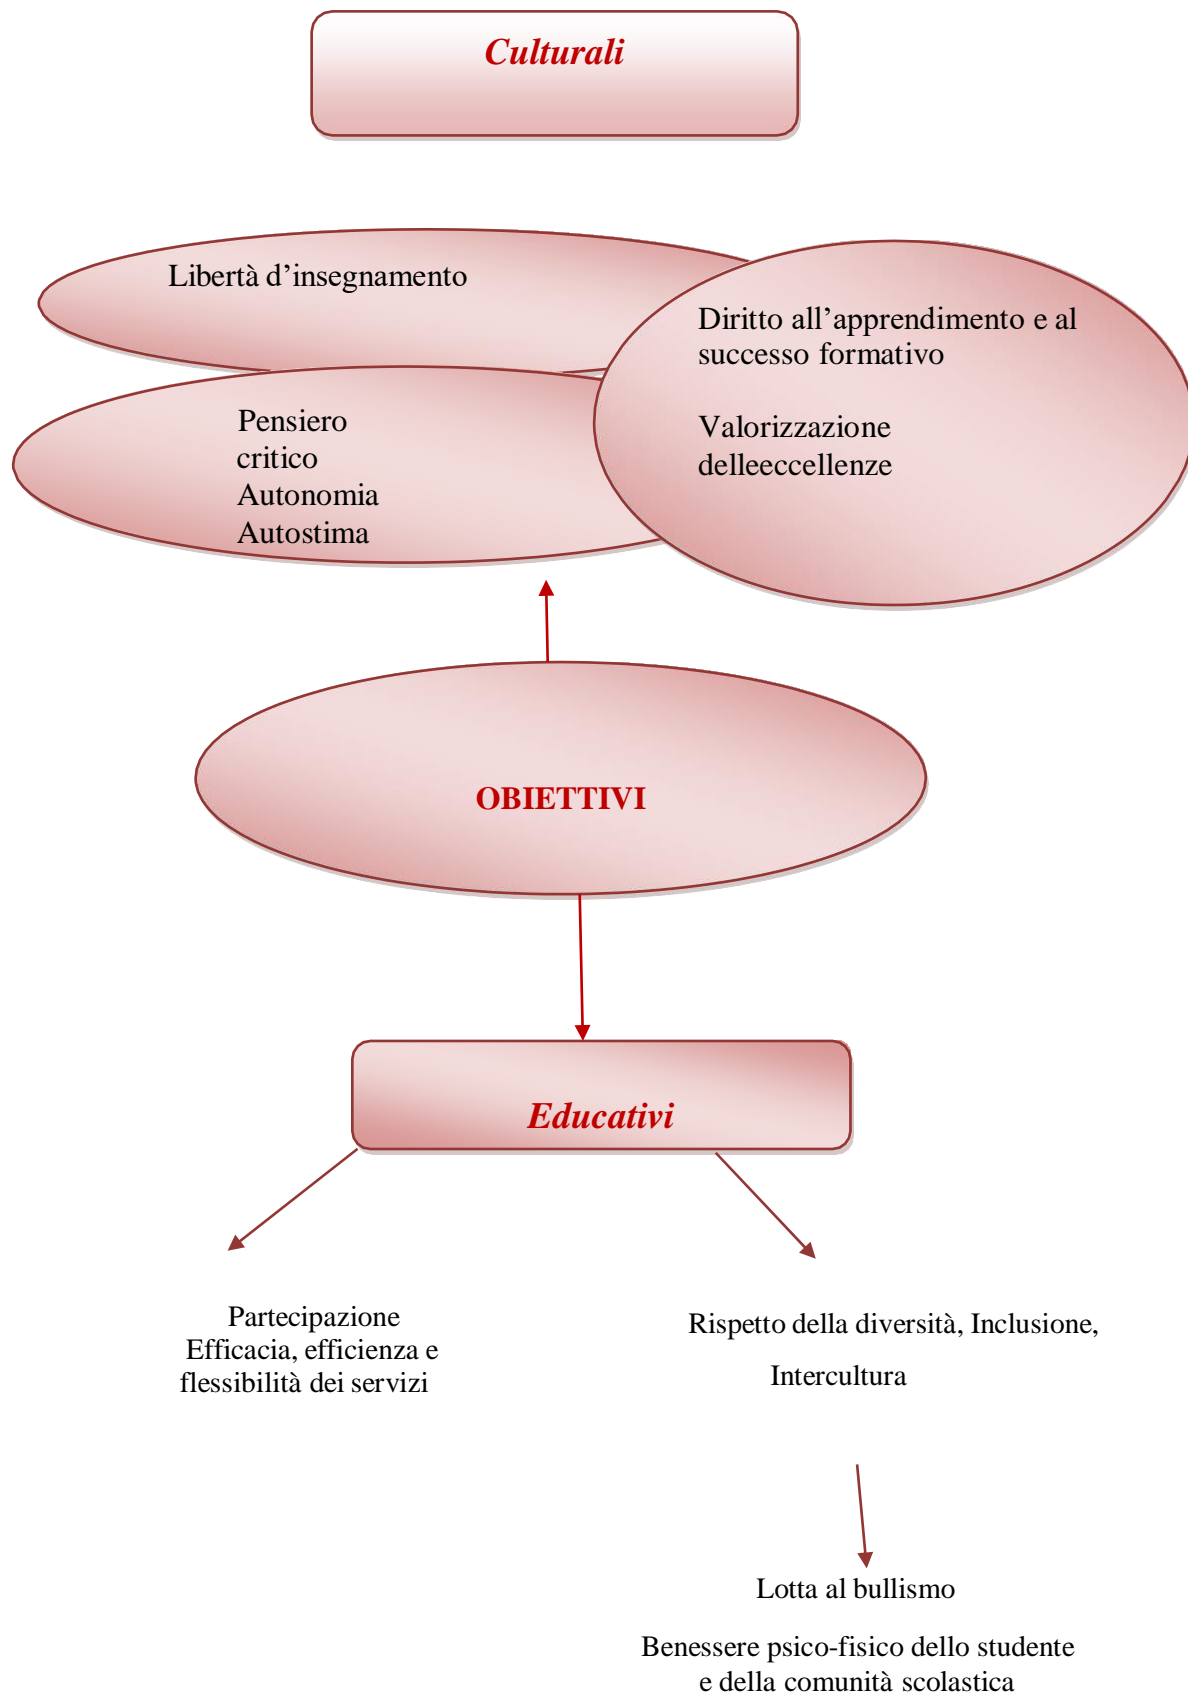 Culturali
Libertà d’insegnamento
Diritto all’apprendimento e al
successo formativo
Valorizzazione
delleeccellenze
Pensiero
critico
Autonomia
Autostima
OBIETTIVI
Educativi
Partecipazione
Efficacia, efficienza e
flessibilità dei servizi
Rispetto della diversità, Inclusione,
Intercultura
Lotta al bullismo
Benessere psico-fisico dello studente
e della comunità scolastica